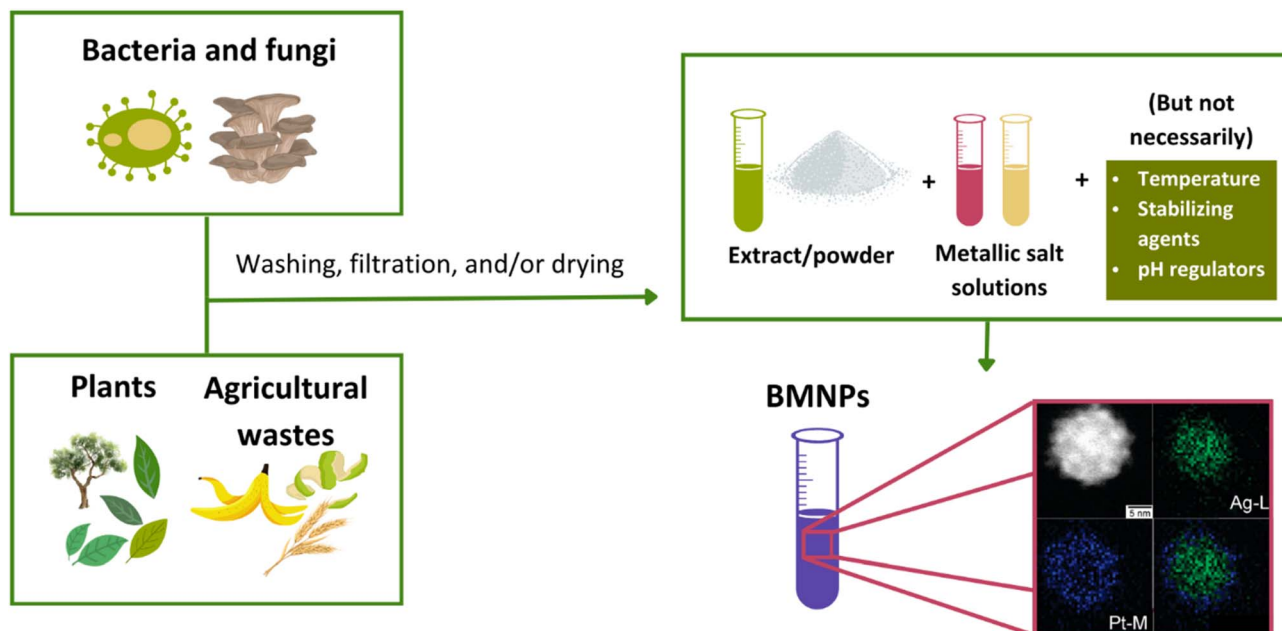 Bacteria and fungi
Washing, filtration, and/or drying
Plants
Agricultural
wastes
Extract/powder
+
Metallic salt
solutions
+
(But not
necessarily)
• Temperature
• Stabilizing
agents
• pH regulators
BMNPs
5 nm
Ag-L
Pt-M